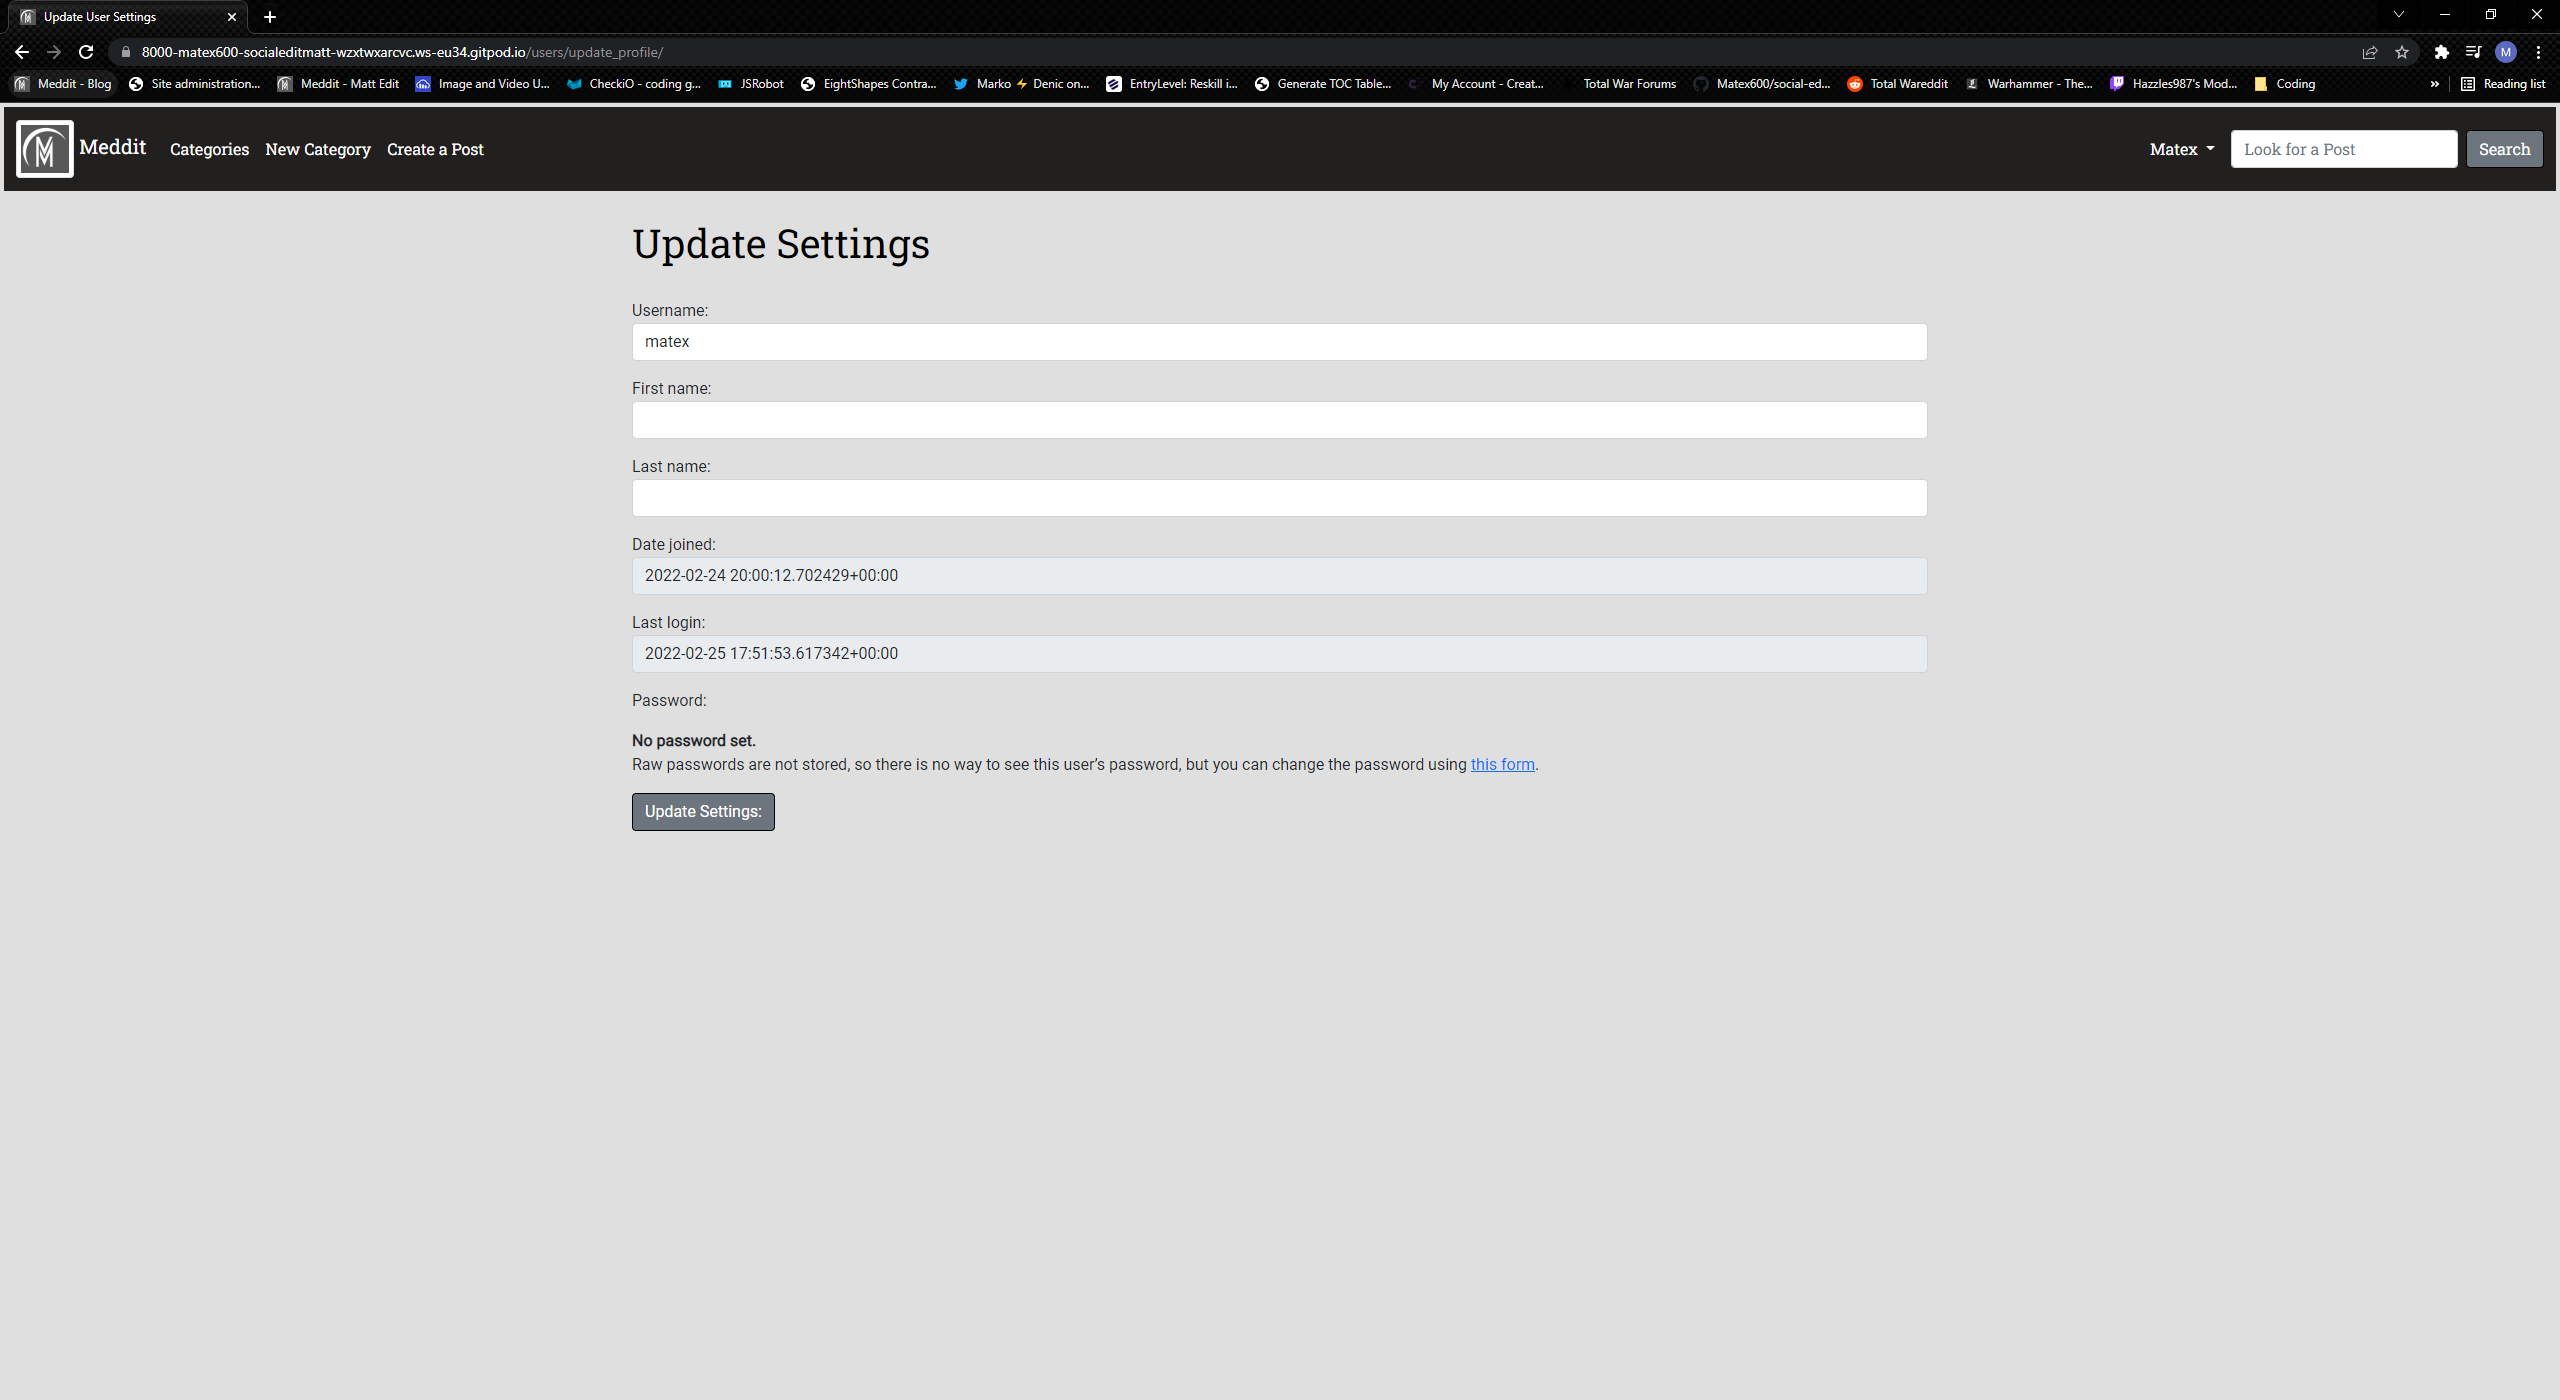 Update User Settings
8000-matex600-socialeditmatt-wzxtwxarcvc.ws-eu34.gitpod.io/users/update_profile/
M
Meddit - Blog Site administration... Meddit - Matt Edit Image and Video U... CheckiO - coding g... JSRobot EightShapes Contra... Marko ⚡ Denic on... EntryLevel: Reskill i... Generate TOC Table... My Account - Creat... Total War Forums Matex600/social-ed... Total Wareddit Warhammer - The... Hazzles987's Mod... Coding » Reading list
M Meddit Categories New Category Create a Post Matex Look for a Post Search
Update Settings
Username:
matex
First name:
Last name:
Date joined:
2022-02-24 20:00:12.702429+00:00
Last login:
2022-02-25 17:51:53.617342+00:00
Password:
No password set.
Raw passwords are not stored, so there is no way to see this user’s password, but you can change the password using this form.
Update Settings: